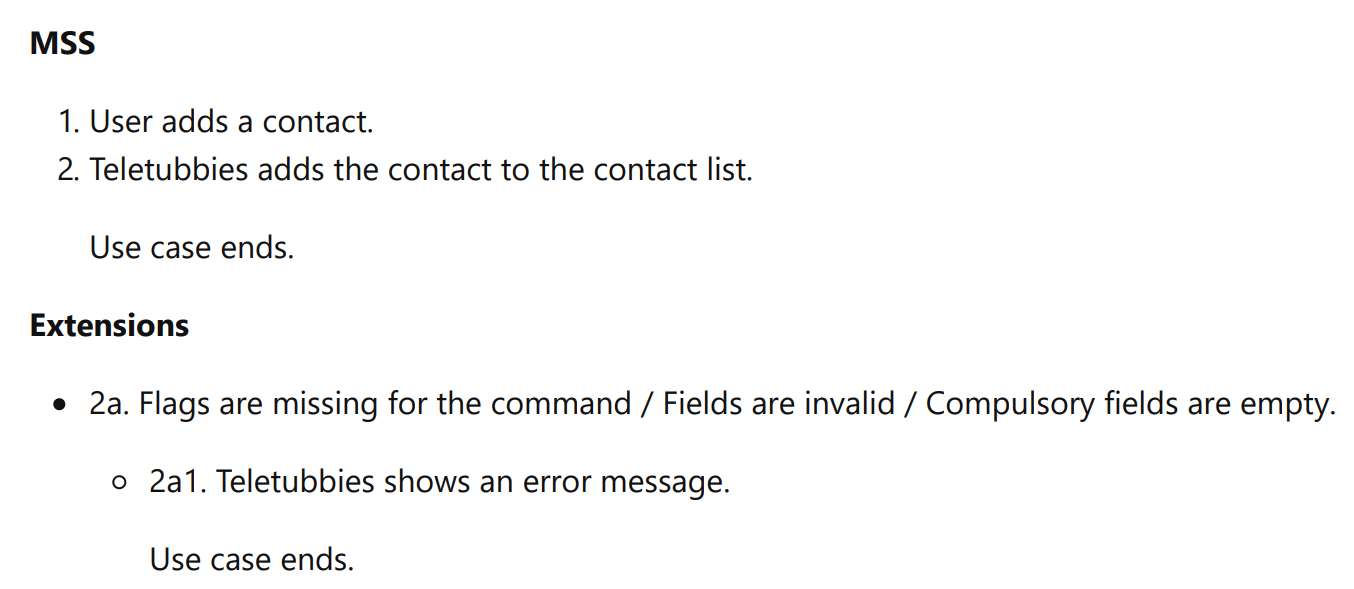 MSS
1. User adds a contact.
2. Teletubbies adds the contact to the contact list.
Use case ends.
Extensions
• 2a. Flags are missing for the command / Fields are invalid / Compulsory fields are empty.
◦ 2a1. Teletubbies shows an error message.
Use case ends.